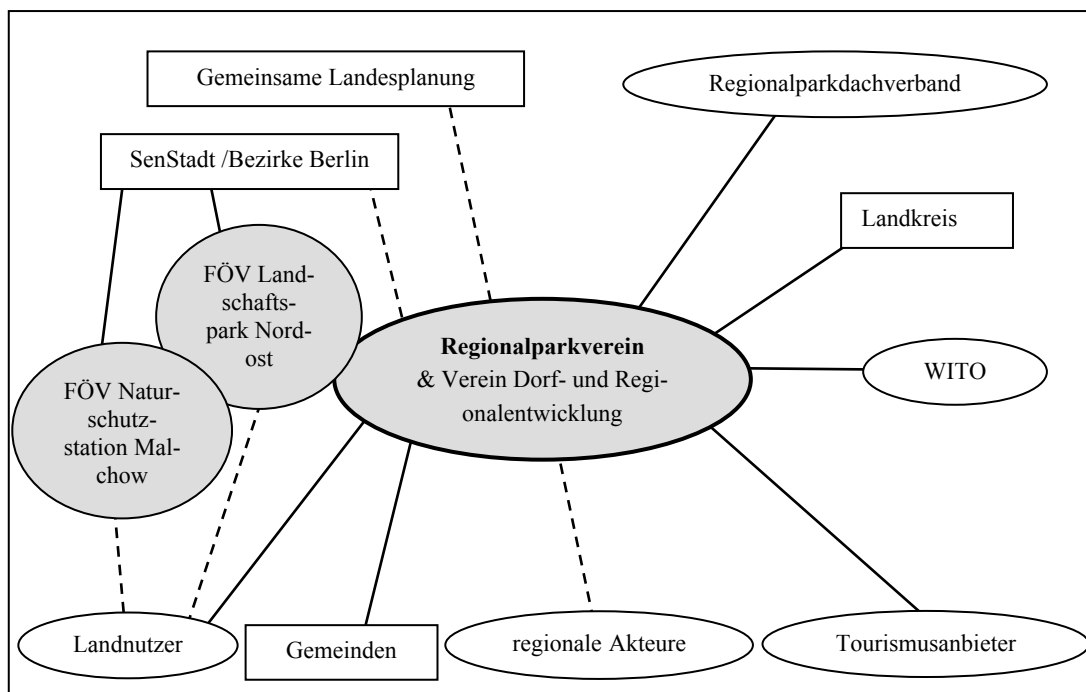 Gemeinsame Landesplanung
Regionalparkdachverband
SenStadt /Bezirke Berlin
Landkreis
FÖV Land-
schafts-
park Nord-
ost
Regionalparkverein
& Verein Dorf- und Regi-
onalentwicklung
WITO
FÖV Natur-
schutz-
station Mal-
chow
Landnutzer
Gemeinden
regionale Akteure
Tourismusanbieter